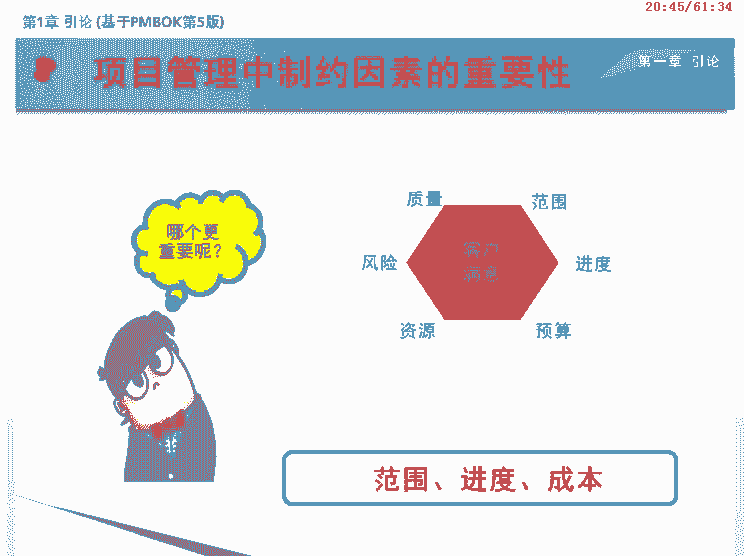 20:45/61:34
第1章 引论 (基于PMBOK第5版)
项目管理中制约因素的重要性
第一章 引论
哪个更
重要呢？
质量
范围
风险
客户
满意
进度
资源
预算
范围、进度、成本